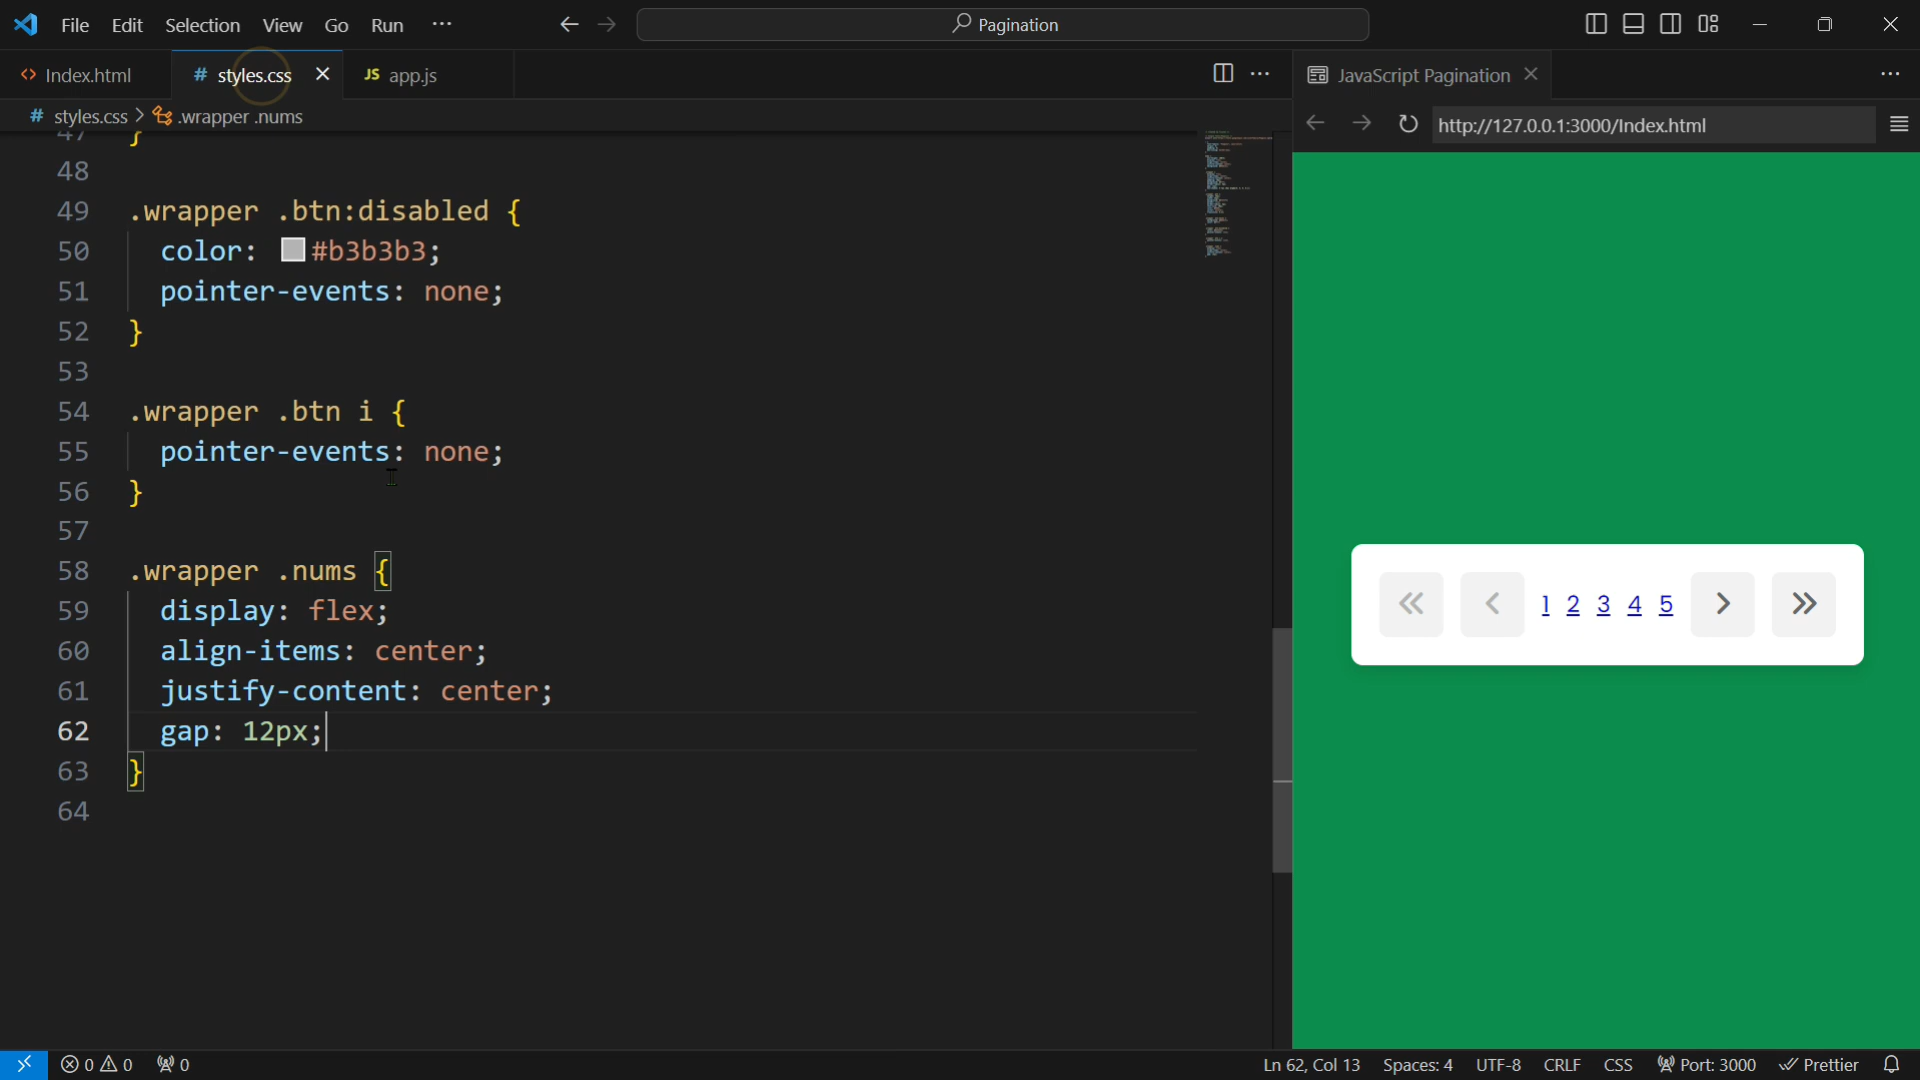 File Edit Selection View Go Run ···
Pagination
Index.html
# styles.css
JS app.js
JavaScript Pagination
# styles.css > .wrapper .nums
http://127.0.0.1:3000/Index.html
47 }
48
49 .wrapper .btn:disabled {
50 color: #b3b3b3;
51 pointer-events: none;
52 }
53
54 .wrapper .btn i {
55 pointer-events: none;
56 }
57
58 .wrapper .nums {
59 display: flex;
60 align-items: center;
61 justify-content: center;
62 gap: 12px;
63 }
64
1 2 3 4 5
0 0 0
Ln 62, Col 13 Spaces: 4 UTF-8 CRLF CSS Port: 3000 Prettier